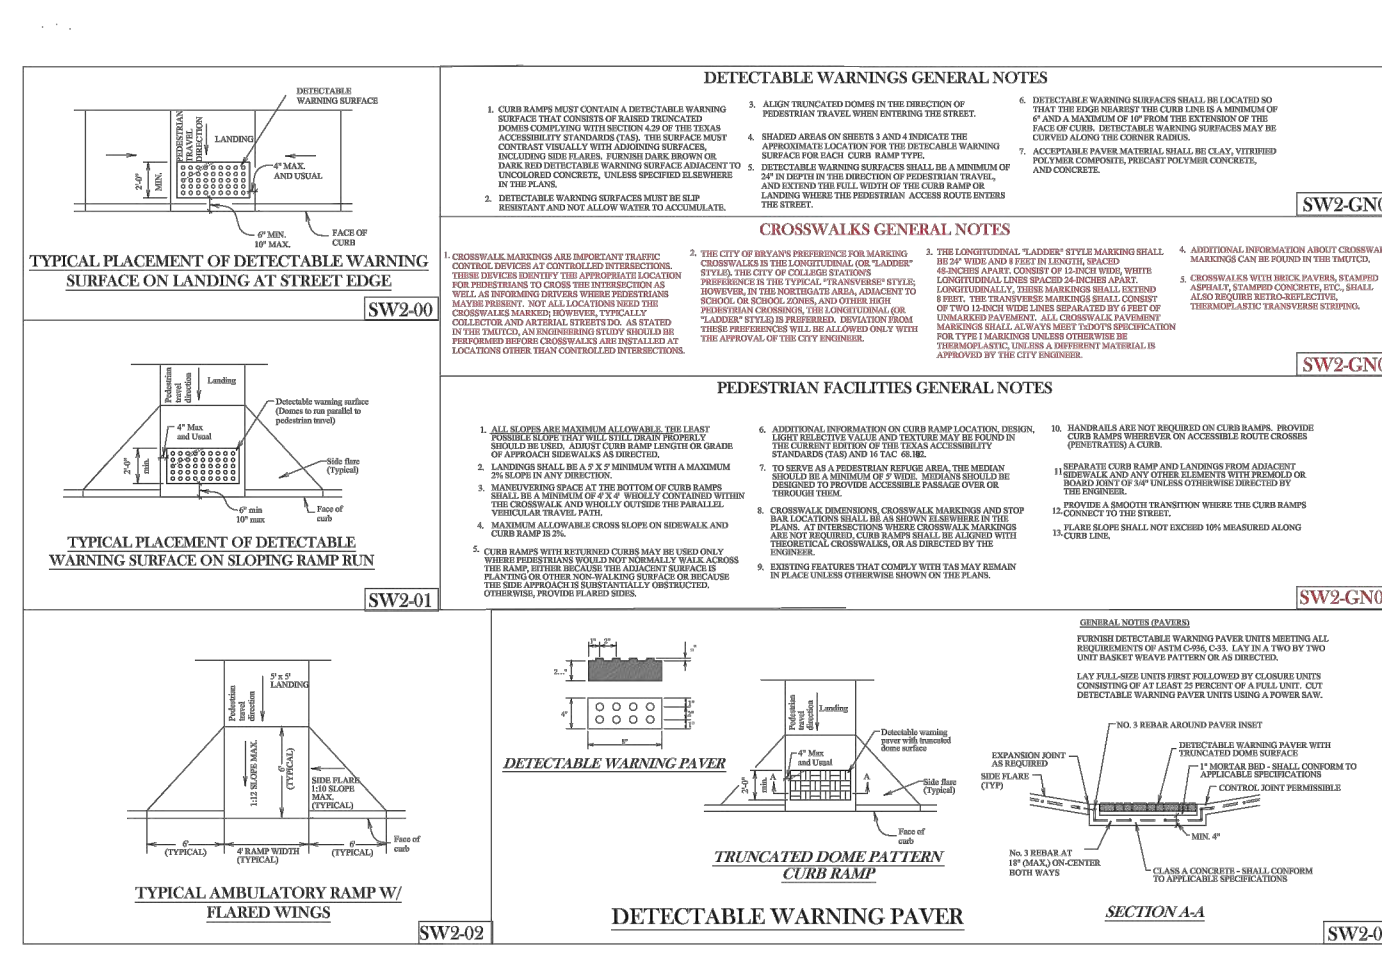 DETECTABLE
WARNING SURFACE
PEDESTRIAN
TRAVEL
DIRECTION
LANDING
4" MAX.
AND USUAL
2'-0"
MIN.
6" MIN.
10" MAX.
FACE OF
CURB
TYPICAL PLACEMENT OF DETECTABLE WARNING
SURFACE ON LANDING AT STREET EDGE
SW2-00
Pedestrian
travel
direction
Landing
Detectable warning surface
(Domes to run parallel to
pedestrian travel)
4" Max
and Usual
2'-0"
min.
Side flare
(Typical)
6" min
10" max
Face of
curb
TYPICAL PLACEMENT OF DETECTABLE
WARNING SURFACE ON SLOPING RAMP RUN
SW2-01
5' x 5'
LANDING
Pedestrian
travel
direction
1:12 SLOPE MAX.
6'
(TYPICAL)
SIDE FLARE
1:10 SLOPE
MAX.
(TYPICAL)
6'
(TYPICAL)
4' RAMP WIDTH
(TYPICAL)
6'
(TYPICAL)
Face of
curb
TYPICAL AMBULATORY RAMP W/
FLARED WINGS
SW2-02
DETECTABLE WARNINGS GENERAL NOTES
1. CURB RAMPS MUST CONTAIN A DETECTABLE WARNING
SURFACE THAT CONSISTS OF RAISED TRUNCATED
DOMES COMPLYING WITH SECTION 4.29 OF THE TEXAS
ACCESSIBILITY STANDARDS (TAS). THE SURFACE MUST
CONTRAST VISUALLY WITH ADJOINING SURFACES,
INCLUDING SIDE FLARES. FURNISH DARK BROWN OR
DARK RED DETECTABLE WARNING SURFACE ADJACENT TO
UNCOLORED CONCRETE, UNLESS SPECIFIED ELSEWHERE
IN THE PLANS.
2. DETECTABLE WARNING SURFACES MUST BE SLIP
RESISTANT AND NOT ALLOW WATER TO ACCUMULATE.
3. ALIGN TRUNCATED DOMES IN THE DIRECTION OF
PEDESTRIAN TRAVEL WHEN ENTERING THE STREET.
4. SHADED AREAS ON SHEETS 3 AND 4 INDICATE THE
APPROXIMATE LOCATION FOR THE DETECABLE WARNING
SURFACE FOR EACH CURB RAMP TYPE.
5. DETECTABLE WARNING SURFACES SHALL BE A MINIMUM OF
24" IN DEPTH IN THE DIRECTION OF PEDESTRIAN TRAVEL,
AND EXTEND THE FULL WIDTH OF THE CURB RAMP OR
LANDING WHERE THE PEDESTRIAN ACCESS ROUTE ENTERS
THE STREET.
6. DETECTABLE WARNING SURFACES SHALL BE LOCATED SO
THAT THE EDGE NEAREST THE CURB LINE IS A MINIMUM OF
6" AND A MAXIMUM OF 10" FROM THE EXTENSION OF THE
FACE OF CURB. DETECTABLE WARNING SURFACES MAY BE
CURVED ALONG THE CORNER RADIUS.
7. ACCEPTABLE PAVER MATERIAL SHALL BE CLAY, VITRIFIED
POLYMER COMPOSITE, PRECAST POLYMER CONCRETE,
AND CONCRETE.
SW2-GN0
CROSSWALKS GENERAL NOTES
1. CROSSWALK MARKINGS ARE IMPORTANT TRAFFIC
CONTROL DEVICES AT CONTROLLED INTERSECTIONS.
THESE DEVICES IDENTIFY THE APPROPRIATE LOCATION
FOR PEDESTRIANS TO CROSS THE INTERSECTION AS
WELL AS INFORMING DRIVERS WHERE PEDESTRIANS
MAYBE PRESENT. NOT ALL LOCATIONS NEED THE
CROSWALKS MARKED; HOWEVER, TYPICALLY
COLLECTOR AND ARTERIAL STREETS DO. AS STATED
IN THE TMUTCD, AN ENGINEERING STUDY SHOULD BE
PERFORMED BEFORE CROSSWALKS ARE INSTALLED AT
LOCATIONS OTHER THAN CONTROLLED INTERSECTIONS.
2. THE CITY OF BRYAN'S PREFERENCE FOR MARKING
CROSSWALKS IS THE LONGITUDINAL (OR "LADDER"
STYLE). THE CITY OF COLLEGE STATION'S
PREFERENCE IS THE TYPICAL "TRANSVERSE" STYLE;
HOWEVER, IN THE NORTHGATE AREA, ADJACENT TO
SCHOOL OR SCHOOL ZONES, AND OTHER HIGH
PEDESTRIAN CROSSINGS, THE LONGITUDINAL (OR
"LADDER" STYLE) IS PREFERRED. DEVIATION FROM
THESE PREFERENCES WILL BE ALLOWED ONLY WITH
THE APPROVAL OF THE CITY ENGINEER.
3. THE LONGITUDINAL "LADDER" STYLE MARKING SHALL
BE 24" WIDE AND 8 FEET IN LENGTH, SPACED
48-INCHES APART. CONSIST OF 12-INCH WIDE, WHITE
LONGITUDINAL LINES SPACED 24-INCHES APART.
LONGITUDINALLY, THESE MARKINGS SHALL EXTEND
8 FEET. THE TRANSVERSE MARKINGS SHALL CONSIST
OF TWO 12-INCH WIDE LINES SEPARATED BY 6 FEET OF
UNMARKED PAVEMENT. ALL CROSSWALK PAVEMENT
MARKINGS SHALL ALWAYS MEET TxDOT'S SPECIFICATION
FOR TYPE I MARKINGS UNLESS OTHERWISE BE
THERMOPLASTIC, UNLESS A DIFFERENT MATERIAL IS
APPROVED BY THE CITY ENGINEER.
4. ADDITIONAL INFORMATION ABOUT CROSSWAL
MARKINGS CAN BE FOUND IN THE TMUTCD.
5. CROSSWALKS WITH BRICK PAVERS, STAMPED
ASPHALT, STAMPED CONCRETE, ETC., SHALL
ALSO REQUIRE RETRO-REFLECTIVE,
THERMOPLASTIC TRANSVERSE STRIPING.
SW2-GN0
PEDESTRIAN FACILITIES GENERAL NOTES
1. ALL SLOPES ARE MAXIMUM ALLOWABLE. THE LEAST
POSSIBLE SLOPE THAT WILL STILL DRAIN PROPERLY
SHOULD BE USED, ADJUST CURB RAMP LENGTH OR GRADE
OF APPROACH SIDEWALKS AS DIRECTED.
2. LANDINGS SHALL BE A 5' X 5' MINIMUM WITH A MAXIMUM
2% SLOPE IN ANY DIRECTION.
3. MANEUVERING SPACE AT THE BOTTOM OF CURB RAMPS
SHALL BE A MINIMUM OF 4' X 4' WHOLLY CONTAINED WITHIN
THE CROSSWALK AND WHOLLY OUTSIDE THE PARALLEL
VEHICULAR TRAVEL PATH.
4. MAXIMUM ALLOWABLE CROSS SLOPE ON SIDEWALK AND
CURB RAMP IS 2%.
5. CURB RAMPS WITH RETURNED CURBS MAY BE USED ONLY
WHERE PEDESTRIANS WOULD NOT NORMALLY WALK ACROSS
THE RAMP, EITHER BECAUSE THE ADJACENT SURFACE IS
PLANTING OR OTHER NON-WALKING SURFACE OR BECAUSE
THE SIDE APPROACH IS SUBSTANTIALLY OBSTRUCTED.
OTHERWISE, PROVIDE FLARED SIDES.
6. ADDITIONAL INFORMATION ON CURB RAMP LOCATION, DESIGN,
LIGHT RELECTIVE VALUE AND TEXTURE MAY BE FOUND IN
THE CURRENT EDITION OF THE TEXAS ACCESSIBILITY
STANDARDS (TAS) AND 16 TAC
7. TO SERVE AS A PEDESTRIAN REFUGE AREA, THE MEDIAN
SHOULD BE A MINIMUM OF 5' WIDE. MEDIANS SHOULD BE
DESIGNED TO PROVIDE ACCESSIBLE PASSAGE OVER OR
THROUGH THEM.
8. CROSSWALK DIMENSIONS, CROSSWALK MARKINGS AND STOP
BAR LOCATIONS SHALL BE AS SHOWN ELSEWHERE IN THE
PLANS. AT INTERSECTIONS WHERE CROSSWALK MARKINGS
ARE NOT REQUIRED, CURB RAMPS SHALL BE ALIGNED WITH
THEORETICAL CROSSWALKS, OR AS DIRECTED BY THE
ENGINEER.
9. EXISTING FEATURES THAT COMPLY WITH TAS MAY REMAIN
IN PLACE UNLESS OTHERWISE SHOWN ON THE PLANS.
10. HANDRAILS ARE NOT REQUIRED ON CURB RAMPS. PROVIDE
CURB RAMPS WHEREVER ON ACCESSIBLE ROUTE CROSSES
(PENETRATES) A CURB.
11 SEPARATE CURB RAMP AND LANDINGS FROM ADJACENT
SIDEWALK AND ANY OTHER ELEMENTS WITH PREMOLD OR
BOARD JOINT OF 3/4" UNLESS OTHERWISE DIRECTED BY
THE ENGINEER.
12. PROVIDE A SMOOTH TRANSITION WHERE THE CURB RAMPS
CONNECT TO THE STREET.
13. FLARE SLOPE SHALL NOT EXCEED 10% MEASURED ALONG
CURB LINE.
SW2-GN0
1" 2"
4"
8"
DETECTABLE WARNING PAVER
Pedestrian
travel
direction
Landing
Detectable warning
paver with truncated
dome surface
4" Max
and Usual
2'-0"
min.
A A
Side flare
(Typical)
Face of
curb
TRUNCATED DOME PATTERN
CURB RAMP
DETECTABLE WARNING PAVER
GENERAL NOTES (PAVERS)
FURNISH DETECTABLE WARNING PAVER UNITS MEETING ALL
REQUIREMENTS OF ASTM C-936, C-33. LAY IN A TWO BY TWO
UNIT BASKET WEAVE PATTERN OR AS DIRECTED.
LAY FULL-SIZE UNITS FIRST FOLLOWED BY CLOSURE UNITS
CONSISTING OF AT LEAST 25 PERCENT OF A FULL UNIT. CUT
DETECTABLE WARNING PAVER UNITS USING A POWER SAW.
NO. 3 REBAR AROUND PAVER INSET
DETECTABLE WARNING PAVER WITH
TRUNCATED DOME SURFACE
EXPANSION JOINT
AS REQUIRED
1" MORTAR BED - SHALL CONFORM TO
APPLICABLE SPECIFICATIONS
SIDE FLARE
(TYP)
CONTROL JOINT PERMISSIBLE
MIN. 4"
No. 3 REBAR AT
18" (MAX.) ON-CENTER
BOTH WAYS
CLASS A CONCRETE - SHALL CONFORM
TO APPLICABLE SPECIFICATIONS
SECTION A-A
SW2-0